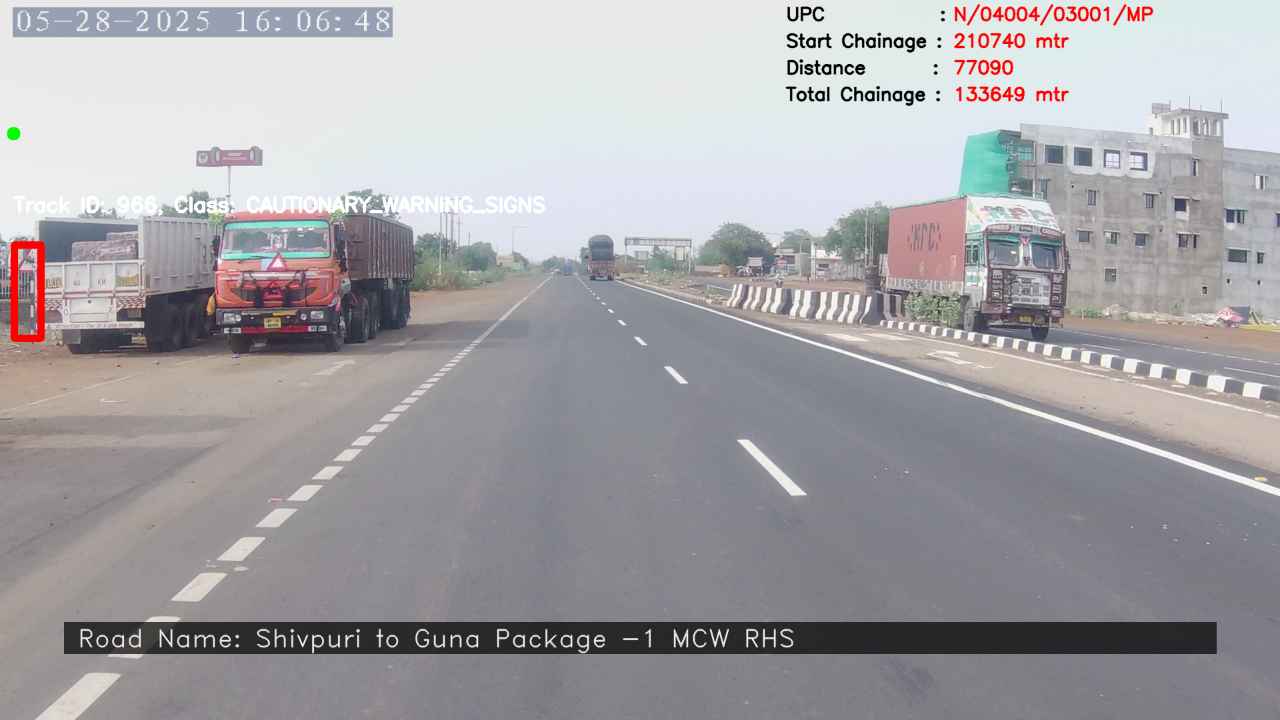 05-28-2025 16:06:48
UPC : N/04004/03001/MP
Start Chainage : 210740 mtr
Distance : 77090
Total Chainage : 133649 mtr
Track ID: 966, Class: CAUTIONARY_WARNING_SIGNS
Road Name: Shivpuri to Guna Package -1 MCW RHS